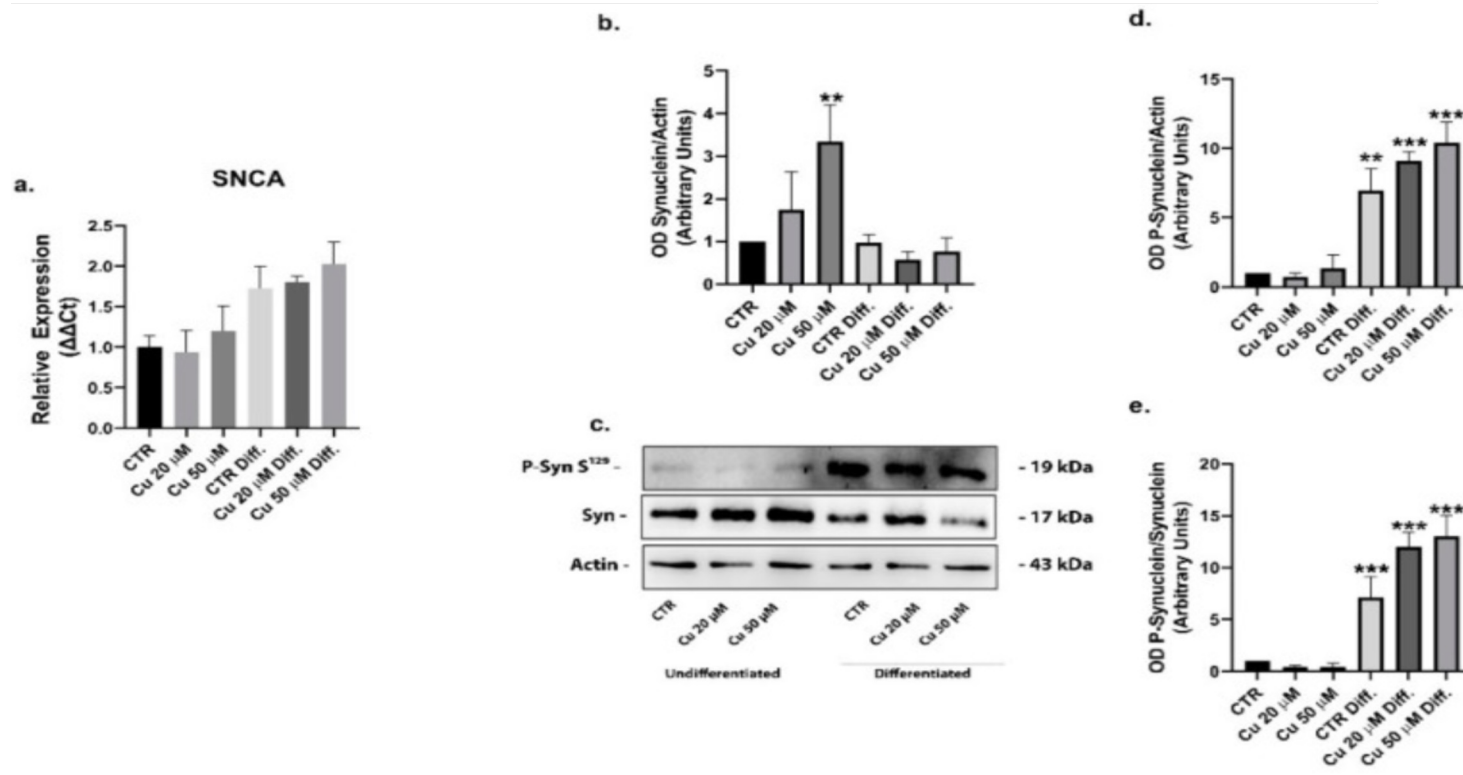 a.
SNCA
Relative Expression
(ΔΔCt)
2.5
2.0
1.5
1.0
0.5
0.0
CTR
Cu 20 µM
Cu 50 µM
CTR Diff.
Cu 20 µM Diff.
Cu 50 µM Diff.
b.
OD Synuclein/Actin
(Arbitrary Units)
5
4
3
2
1
0
**
CTR
Cu 20 µM
Cu 50 µM
CTR Diff.
Cu 20 µM Diff.
Cu 50 µM Diff.
c.
P-Syn S¹²⁹ - - 19 kDa
Syn - - 17 kDa
Actin - - 43 kDa
CTR
Cu 20 µM
Cu 50 µM
CTR
Cu 20 µM
Cu 50 µM
Undifferentiated
Differentiated
d.
OD P-Synuclein/Actin
(Arbitrary Units)
15
10
5
0
**
***
***
CTR
Cu 20 µM
Cu 50 µM
CTR Diff.
Cu 20 µM Diff.
Cu 50 µM Diff.
e.
OD P-Synuclein/Synuclein
(Arbitrary Units)
20
15
10
5
0
***
***
***
CTR
Cu 20 µM
Cu 50 µM
CTR Diff.
Cu 20 µM Diff.
Cu 50 µM Diff.